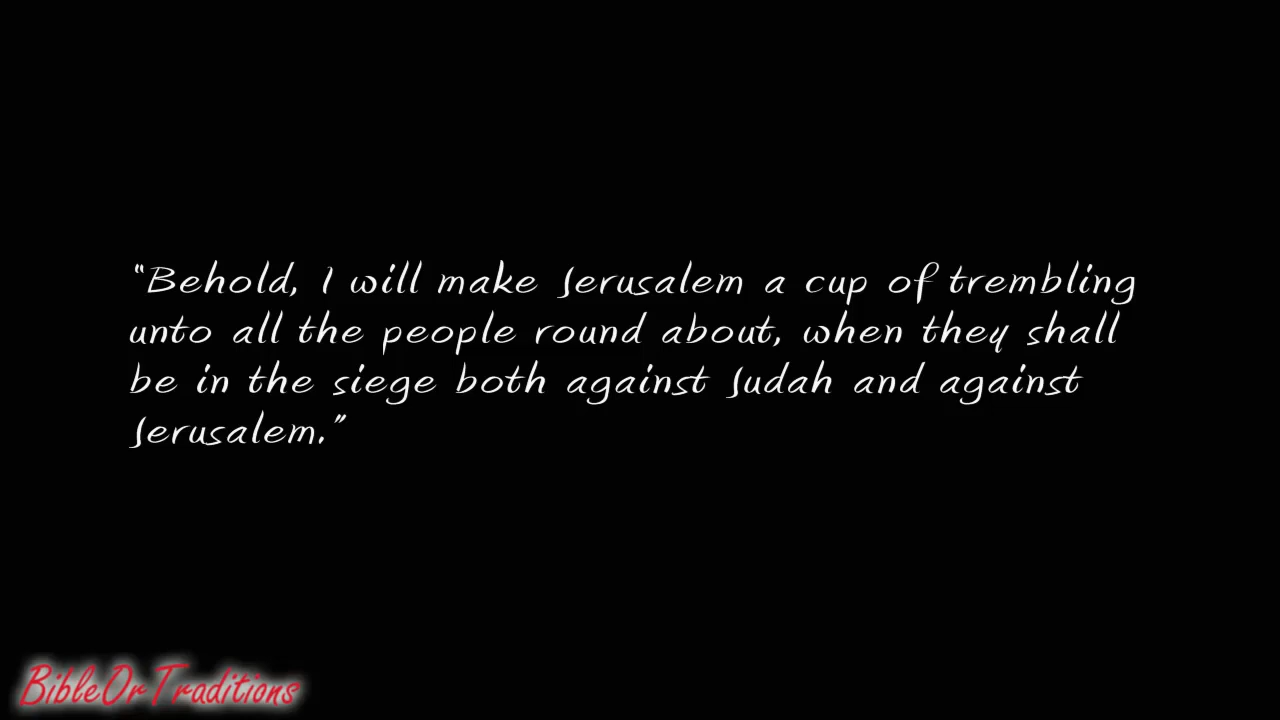 "Behold, I will make Jerusalem a cup of trembling
unto all the people round about, when they shall
be in the siege both against Judah and against
Jerusalem."
BibleOrTraditions